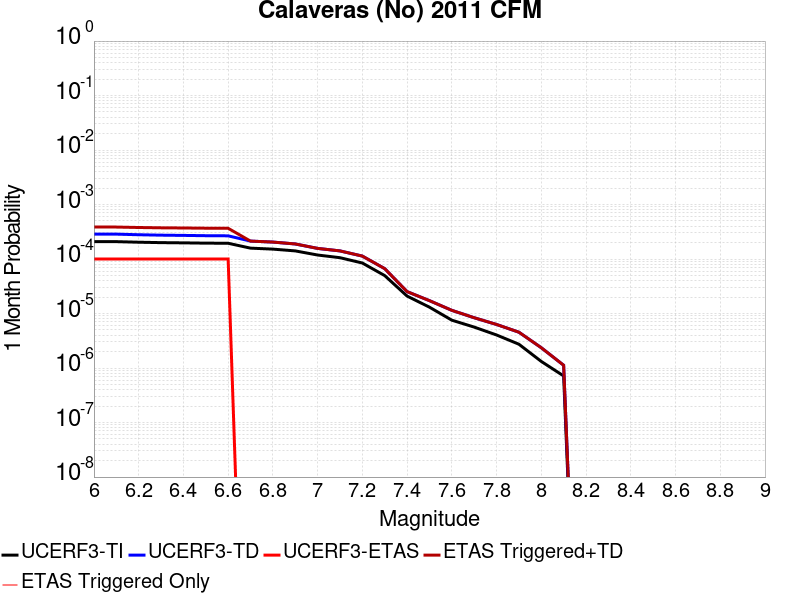 Calaveras (No) 2011 CFM
10^0
10^-1
10^-2
10^-3
10^-4
10^-5
10^-6
10^-7
10^-8
1 Month Probability
6 6.2 6.4 6.6 6.8 7 7.2 7.4 7.6 7.8 8 8.2 8.4 8.6 8.8 9
Magnitude
UCERF3-TI UCERF3-TD UCERF3-ETAS ETAS Triggered+TD
ETAS Triggered Only